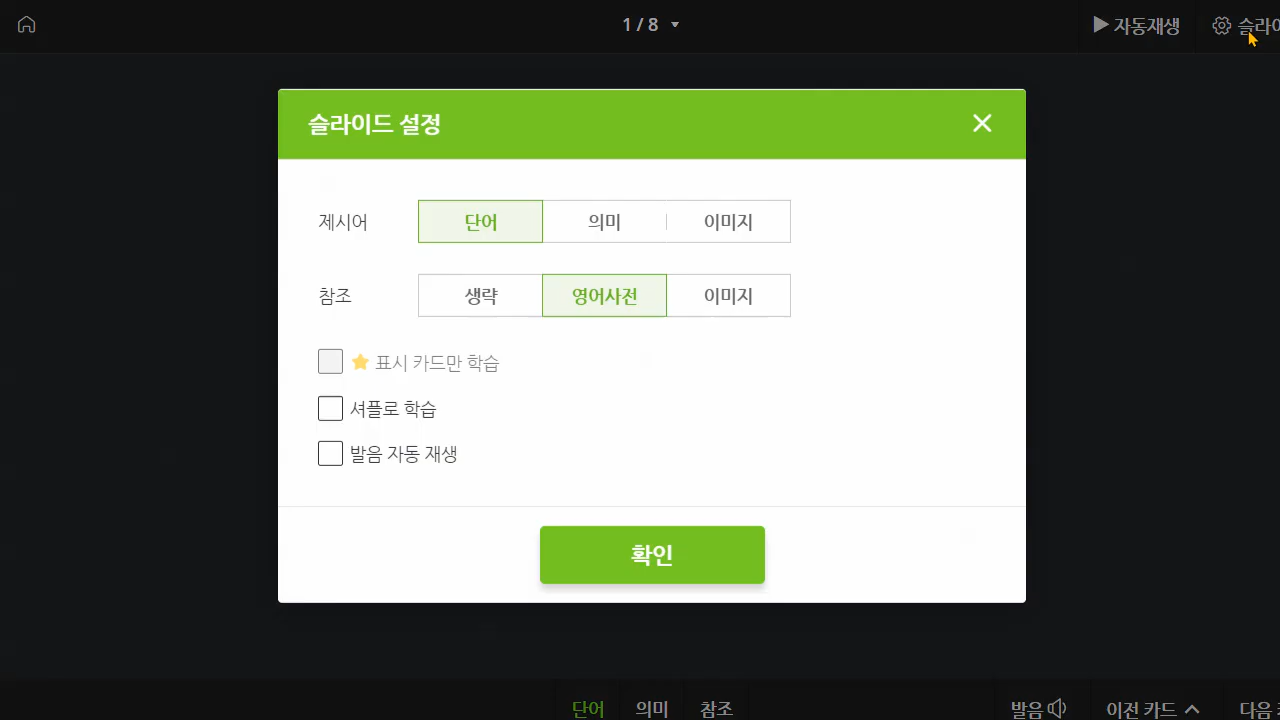 1 / 8
자동재생
슬라이드 설정
제시어
단어
의미
이미지
참조
생략
영어사전
이미지
표시 카드만 학습
셔플로 학습
발음 자동 재생
확인
단어
의미
참조
발음
이전 카드
다음